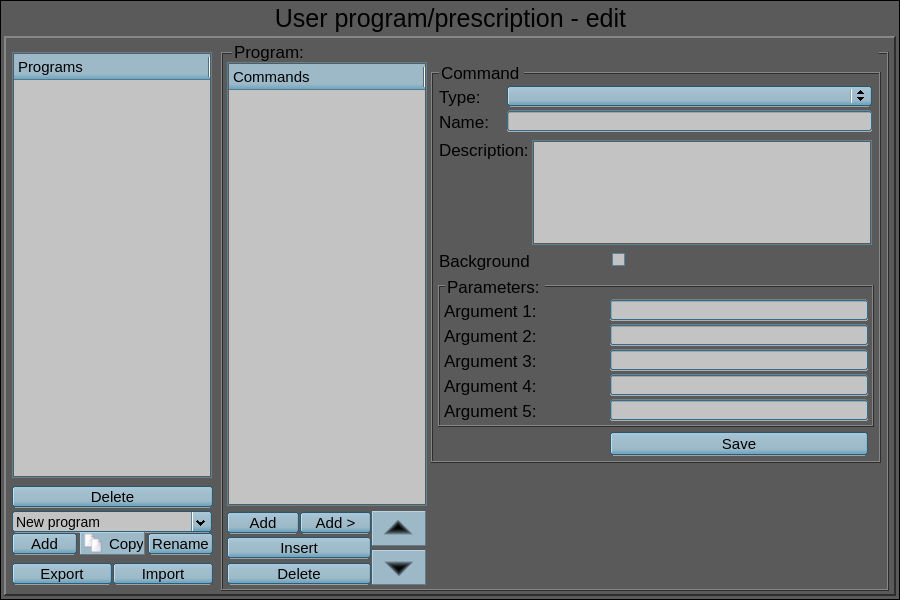 User program/prescription - edit
Programs
Delete
New program
Add Copy Rename
Export Import
Program:
Commands
Add Add >
Insert
Delete
Command
Type:
Name:
Description:
Background
Parameters:
Argument 1:
Argument 2:
Argument 3:
Argument 4:
Argument 5:
Save